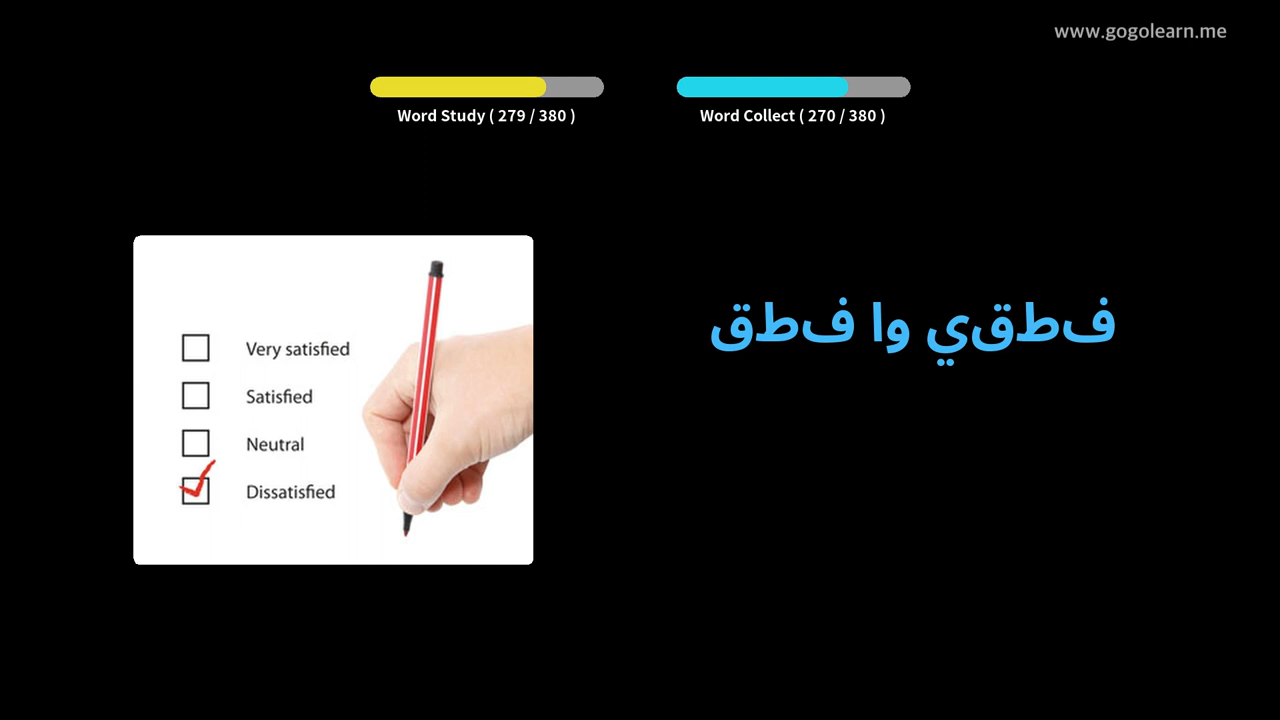 www.gogolearn.me
Word Study ( 279 / 380 )
Word Collect ( 270 / 380 )
فطقي وا فطق
Very satisfied
Satisfied
Neutral
Dissatisfied